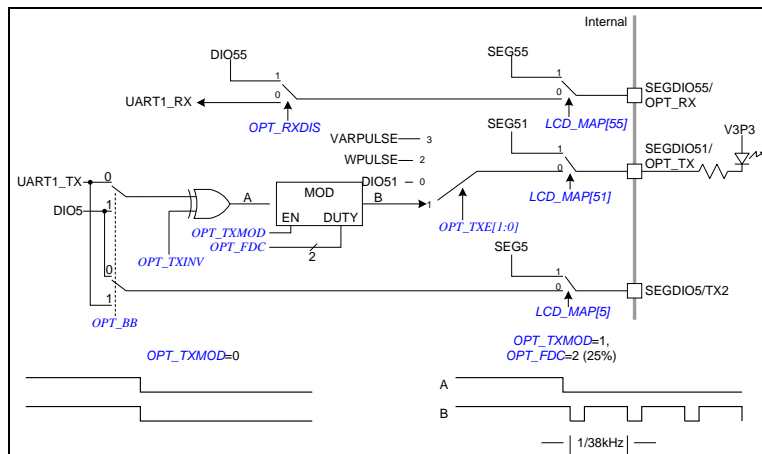 Internal
DIO55
SEG55
1
0
1
0
UART1_RX
SEGDIO55/
OPT_RX
OPT_RXDIS
LCD_MAP[55]
VARPULSE
3
SEG51
V3P3
WPULSE
2
1
0
SEGDIO51/
OPT_TX
UART1_TX
0
DIO51
0
DIO5
1
A
MOD
B
1
EN
DUTY
LCD_MAP[51]
OPT_TXMOD
OPT_FDC
2
OPT_TXE[1:0]
OPT_TXINV
SEG5
0
1
0
SEGDIO5/TX2
1
OPT_BB
LCD_MAP[5]
OPT_TXMOD=0
OPT_TXMOD=1,
OPT_FDC=2 (25%)
A
B
1/38kHz